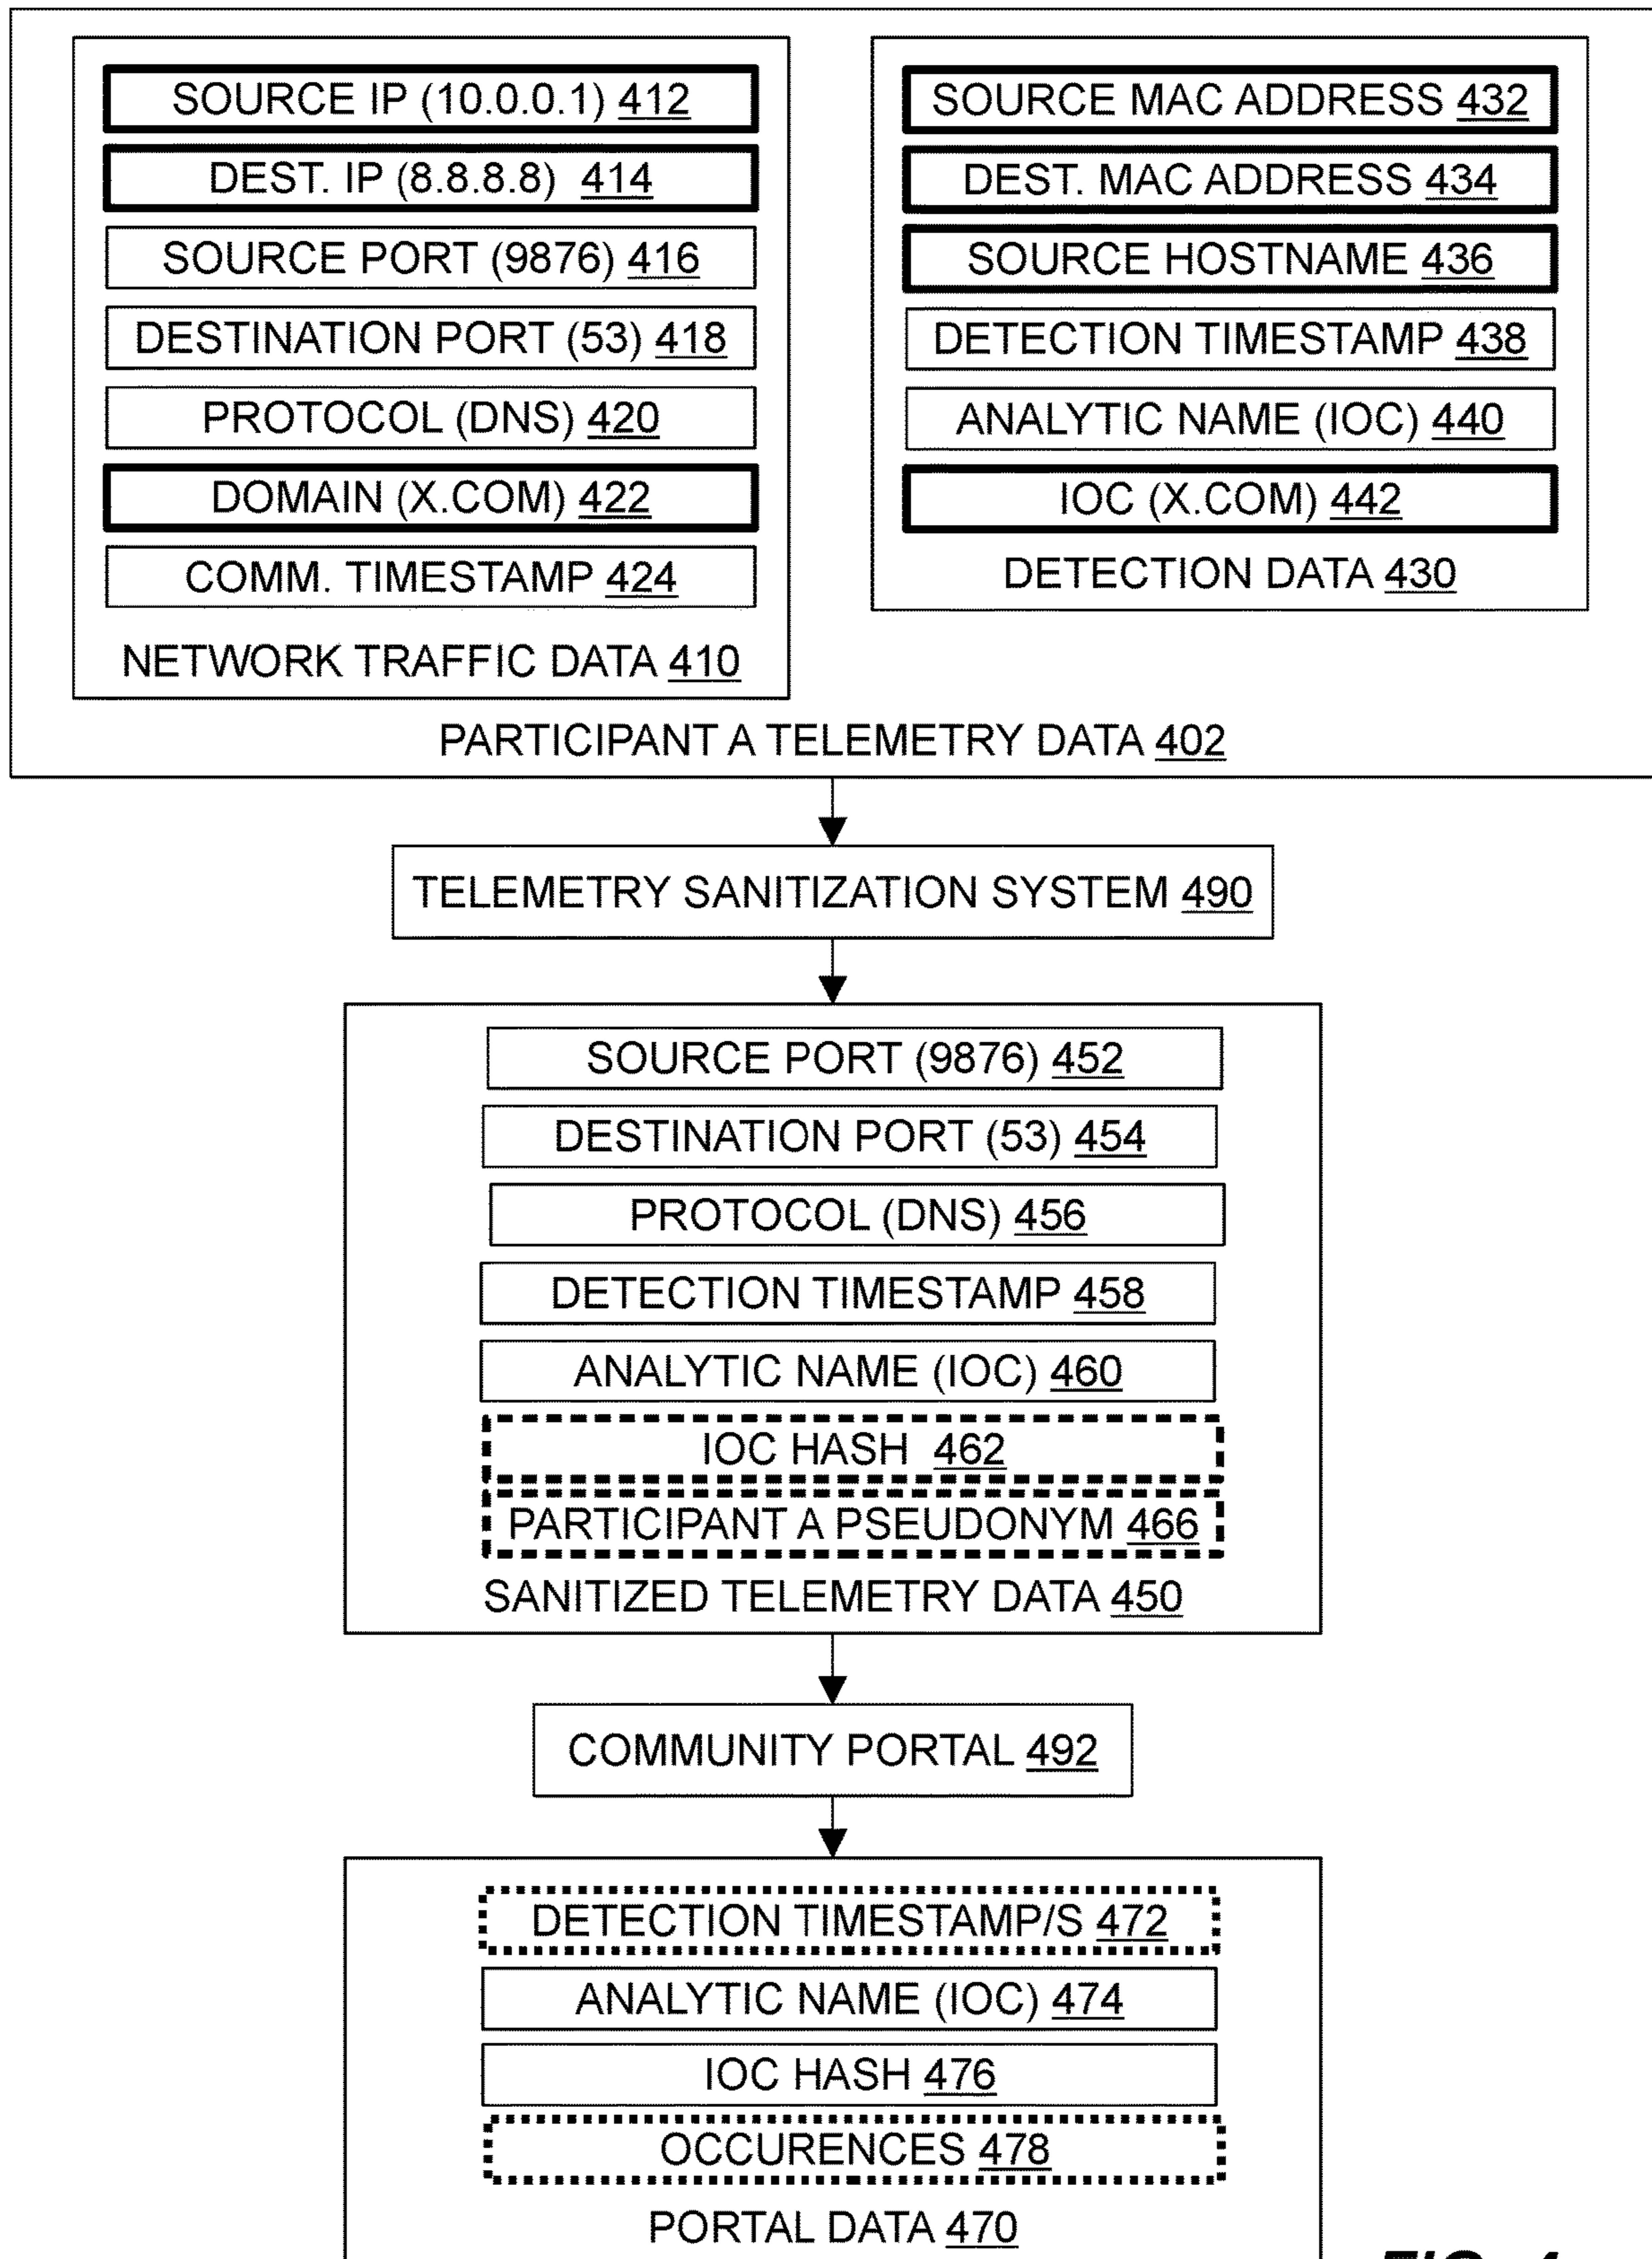 SOURCE IP (10.0.0.1) 412
DEST. IP (8.8.8.8) 414
SOURCE PORT (9876) 416
DESTINATION PORT (53) 418
PROTOCOL (DNS) 420
DOMAIN (X.COM) 422
COMM. TIMESTAMP 424
NETWORK TRAFFIC DATA 410
SOURCE MAC ADDRESS 432
DEST. MAC ADDRESS 434
SOURCE HOSTNAME 436
DETECTION TIMESTAMP 438
ANALYTIC NAME (IOC) 440
IOC (X.COM) 442
DETECTION DATA 430
PARTICIPANT A TELEMETRY DATA 402
TELEMETRY SANITIZATION SYSTEM 490
SOURCE PORT (9876) 452
DESTINATION PORT (53) 454
PROTOCOL (DNS) 456
DETECTION TIMESTAMP 458
ANALYTIC NAME (IOC) 460
IOC HASH 462
PARTICIPANT A PSEUDONYM 466
SANITIZED TELEMETRY DATA 450
COMMUNITY PORTAL 492
DETECTION TIMESTAMP/S 472
ANALYTIC NAME (IOC) 474
IOC HASH 476
OCCURENCES 478
PORTAL DATA 470